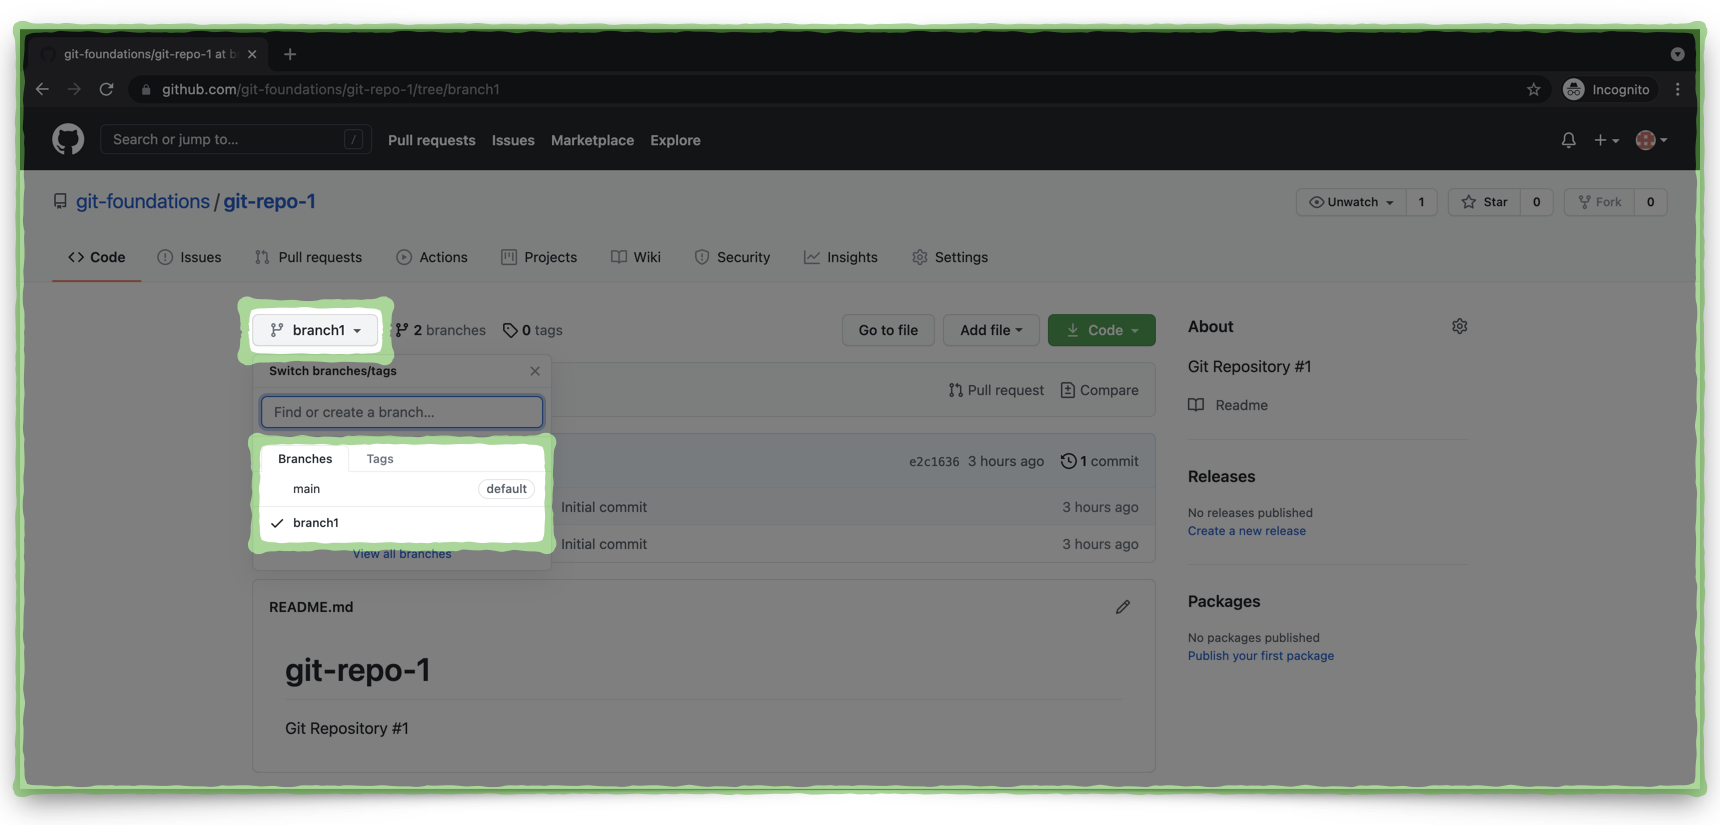 git-foundations/git-repo-1 at b
github.com/git-foundations/git-repo-1/tree/branch1
Incognito
Search or jump to... /
Pull requests Issues Marketplace Explore
git-foundations / git-repo-1
Unwatch 1 Star 0 Fork 0
Code Issues Pull requests Actions Projects Wiki Security Insights Settings
branch1 2 branches 0 tags
Go to file Add file Code
Switch branches/tags
Find or create a branch...
Branches Tags
main default
branch1
View all branches
Pull request Compare
e2c1636 3 hours ago 1 commit
Initial commit 3 hours ago
Initial commit 3 hours ago
README.md
git-repo-1
Git Repository #1
About
Git Repository #1
Readme
Releases
No releases published
Create a new release
Packages
No packages published
Publish your first package